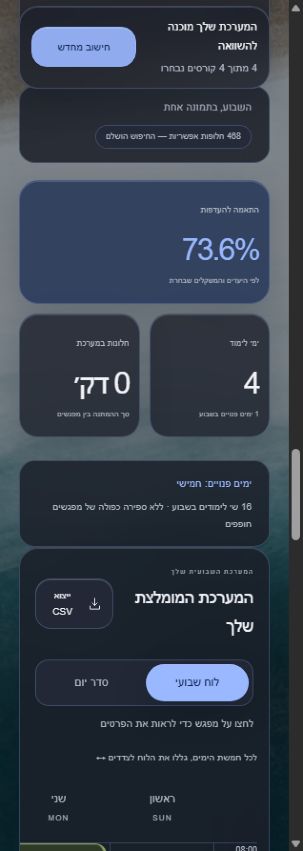 המערכת שלך מוכנה
להשוואה
4 מתוך 4 קורסים נבחרו
חישוב מחדש
השבוע, בתמונה אחת
468 חלופות אפשריות — החיפוש הושלם
התאמה להעדפות
73.6%
לפי היעדים והמשקלים שבחרת
ימי לימוד
4
1 ימים פנויים בשבוע
חלונות במערכת
0 דק׳
סך ההמתנה בין מפגשים
ימים פנויים: חמישי
16 ש׳ לימודים בשבוע · ללא ספירה כפולה של מפגשים
חופפים
המערכת השבועית שלך
המערכת המומלצת
שלך
ייצוא
CSV
לוח שבועי
סדר יום
לחצו על מפגש כדי לראות את הפרטים
לכל חמשת הימים, גללו את הלוח לצדדים ↔
ראשון
SUN
שני
MON
08:00